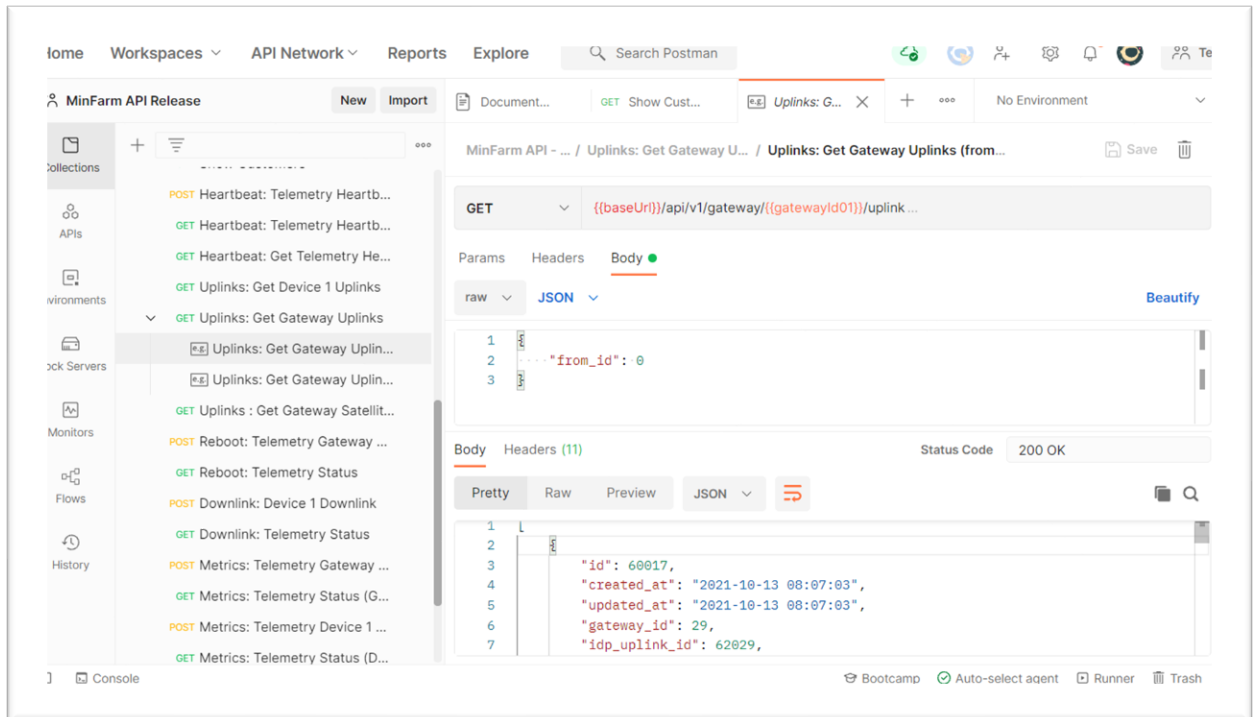 Home Workspaces API Network Reports Explore Search Postman Te
MinFarm API Release New Import
Document... GET Show Cust... e.g. Uplinks: G... No Environment
Collections
APIs
Environments
Mock Servers
Monitors
Flows
History
POST Heartbeat: Telemetry Heartb...
GET Heartbeat: Telemetry Heartb...
GET Heartbeat: Get Telemetry He...
GET Uplinks: Get Device 1 Uplinks
GET Uplinks: Get Gateway Uplinks
e.g. Uplinks: Get Gateway Uplin...
e.g. Uplinks: Get Gateway Uplin...
GET Uplinks : Get Gateway Satellit...
POST Reboot: Telemetry Gateway ...
GET Reboot: Telemetry Status
POST Downlink: Device 1 Downlink
GET Downlink: Telemetry Status
POST Metrics: Telemetry Gateway ...
GET Metrics: Telemetry Status (G...
POST Metrics: Telemetry Device 1 ...
GET Metrics: Telemetry Status (D...
MinFarm API - ... / Uplinks: Get Gateway U... / Uplinks: Get Gateway Uplinks (from... Save
GET {{baseUrl}}/api/v1/gateway/{{gatewayId01}}/uplink ...
Params Headers Body
raw JSON Beautify
1 {
2 "from_id": 0
3 }
Body Headers (11) Status Code 200 OK
Pretty Raw Preview JSON
1 [
2 {
3 "id": 60017,
4 "created_at": "2021-10-13 08:07:03",
5 "updated_at": "2021-10-13 08:07:03",
6 "gateway_id": 29,
7 "idp_uplink_id": 62029,
Console Bootcamp Auto-select agent Runner Trash